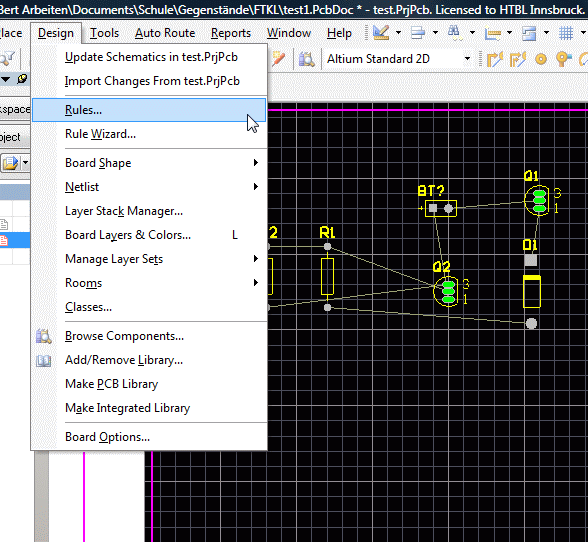 Bert Arbeiten\Documents\Schule\Gegenstände\FTKL\test1.PcbDoc * - test.PrjPcb. Licensed to HTBL Innsbruck.
Place Design Tools Auto Route Reports Window Help
Altium Standard 2D
Update Schematics in test.PrjPcb
Import Changes From test.PrjPcb
Rules...
Rule Wizard...
Board Shape
Netlist
Layer Stack Manager...
Board Layers & Colors... L
Manage Layer Sets
Rooms
Classes...
Browse Components...
Add/Remove Library...
Make PCB Library
Make Integrated Library
Board Options...
kspace
oject
BT?
+
Q1
3
1
2
R1
D1
Q2
3
1